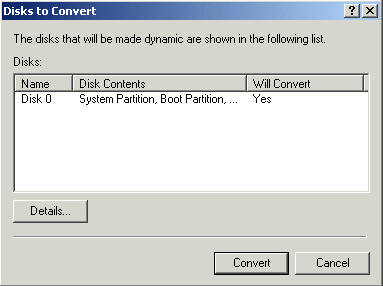 Disks to Convert
The disks that will be made dynamic are shown in the following list.
Disks:
Name Disk Contents Will Convert
Disk 0 System Partition, Boot Partition, ... Yes
Details...
Convert Cancel